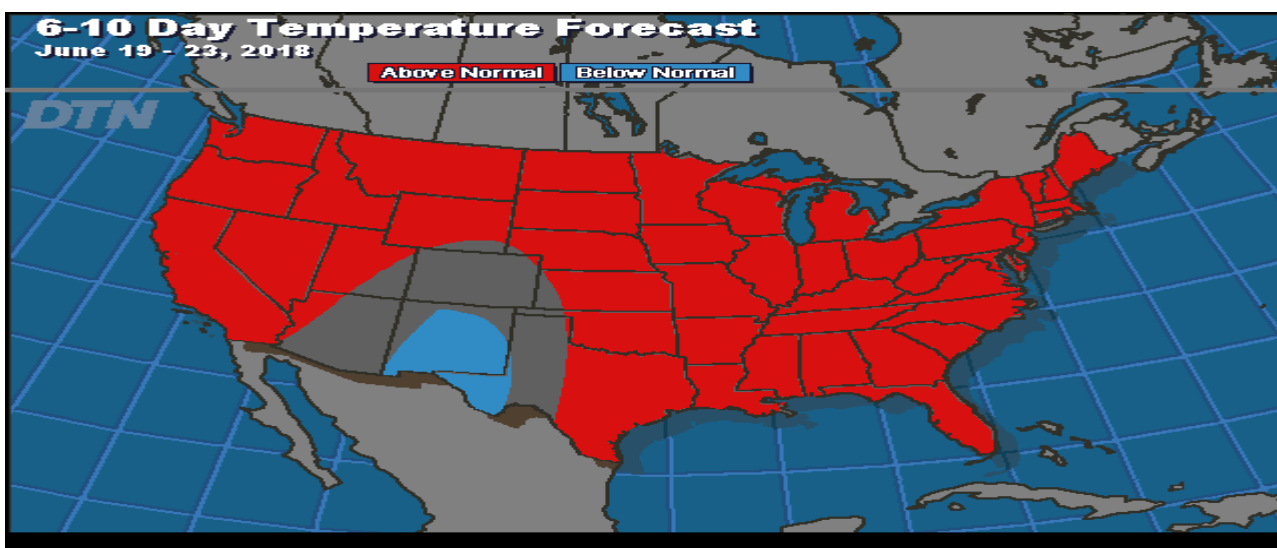 6-10 Day Temperature Forecast
June 19 - 23, 2018
Above Normal Below Normal
DTN